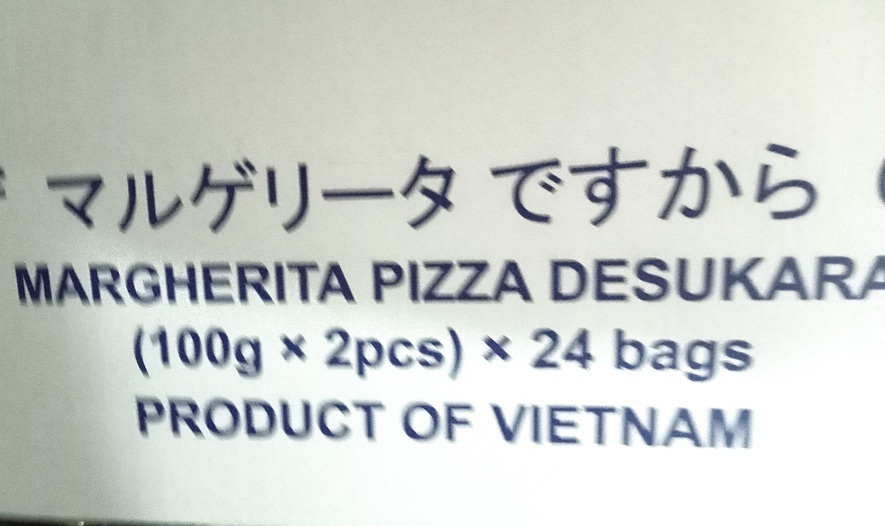 マルゲリータ ですから
MARGHERITA PIZZA DESUKARA
(100g × 2pcs) × 24 bags
PRODUCT OF VIETNAM